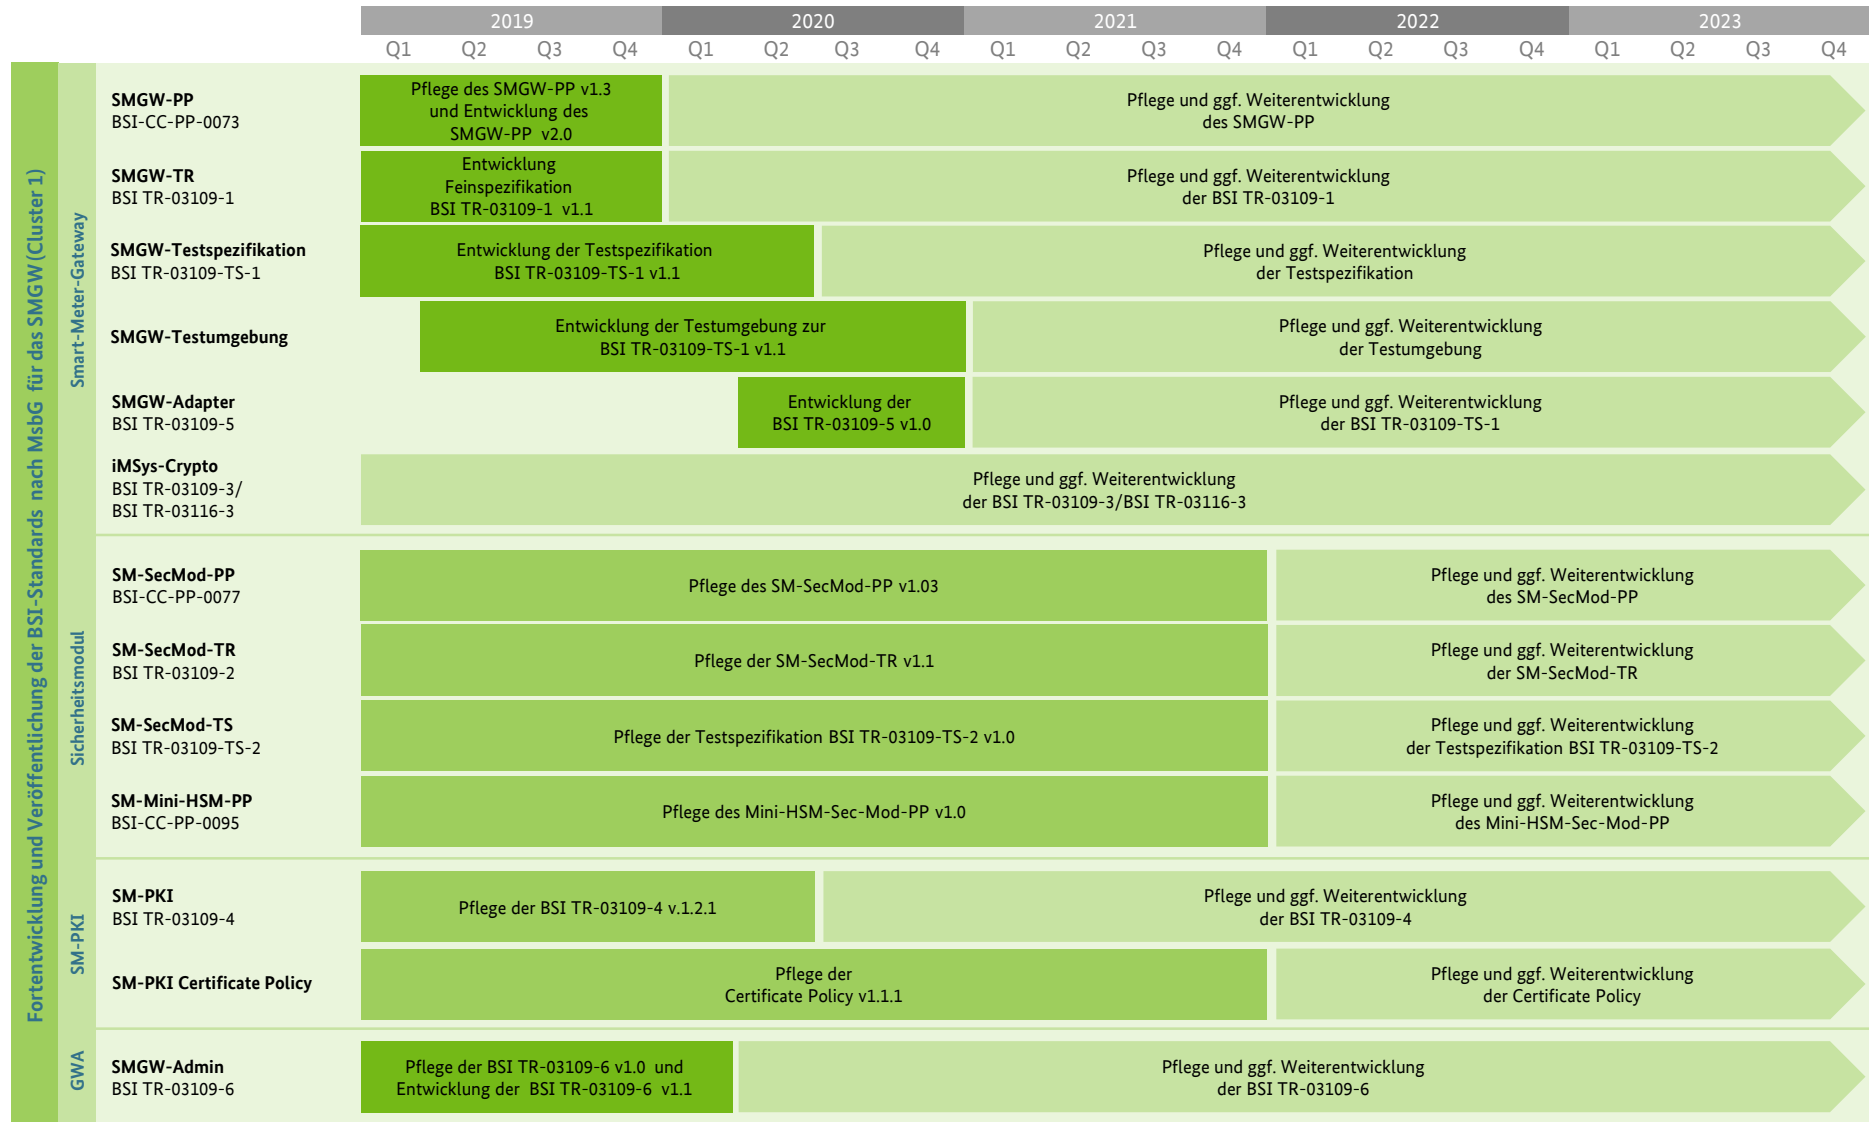 2019 2020 2021 2022 2023
Q1 Q2 Q3 Q4 Q1 Q2 Q3 Q4 Q1 Q2 Q3 Q4 Q1 Q2 Q3 Q4 Q1 Q2 Q3 Q4
Fortentwicklung und Veröffentlichung der BSI-Standards nach MsbG für das SMGW (Cluster 1)
Smart-Meter-Gateway
SMGW-PP
BSI-CC-PP-0073
Pflege des SMGW-PP v1.3
und Entwicklung des
SMGW-PP v2.0
Pflege und ggf. Weiterentwicklung
des SMGW-PP
SMGW-TR
BSI TR-03109-1
Entwicklung
Feinspezifikation
BSI TR-03109-1 v1.1
Pflege und ggf. Weiterentwicklung
der BSI TR-03109-1
SMGW-Testspezifikation
BSI TR-03109-TS-1
Entwicklung der Testspezifikation
BSI TR-03109-TS-1 v1.1
Pflege und ggf. Weiterentwicklung
der Testspezifikation
SMGW-Testumgebung
Entwicklung der Testumgebung zur
BSI TR-03109-TS-1 v1.1
Pflege und ggf. Weiterentwicklung
der Testumgebung
SMGW-Adapter
BSI TR-03109-5
Entwicklung der
BSI TR-03109-5 v1.0
Pflege und ggf. Weiterentwicklung
der BSI TR-03109-TS-1
iMSys-Crypto
BSI TR-03109-3/
BSI TR-03116-3
Pflege und ggf. Weiterentwicklung
der BSI TR-03109-3/BSI TR-03116-3
Sicherheitsmodul
SM-SecMod-PP
BSI-CC-PP-0077
Pflege des SM-SecMod-PP v1.03
Pflege und ggf. Weiterentwicklung
des SM-SecMod-PP
SM-SecMod-TR
BSI TR-03109-2
Pflege der SM-SecMod-TR v1.1
Pflege und ggf. Weiterentwicklung
der SM-SecMod-TR
SM-SecMod-TS
BSI TR-03109-TS-2
Pflege der Testspezifikation BSI TR-03109-TS-2 v1.0
Pflege und ggf. Weiterentwicklung
der Testspezifikation BSI TR-03109-TS-2
SM-Mini-HSM-PP
BSI-CC-PP-0095
Pflege des Mini-HSM-Sec-Mod-PP v1.0
Pflege und ggf. Weiterentwicklung
des Mini-HSM-Sec-Mod-PP
SM-PKI
SM-PKI
BSI TR-03109-4
Pflege der BSI TR-03109-4 v.1.2.1
Pflege und ggf. Weiterentwicklung
der BSI TR-03109-4
SM-PKI Certificate Policy
Pflege der
Certificate Policy v1.1.1
Pflege und ggf. Weiterentwicklung
der Certificate Policy
GWA
SMGW-Admin
BSI TR-03109-6
Pflege der BSI TR-03109-6 v1.0 und
Entwicklung der BSI TR-03109-6 v1.1
Pflege und ggf. Weiterentwicklung
der BSI TR-03109-6